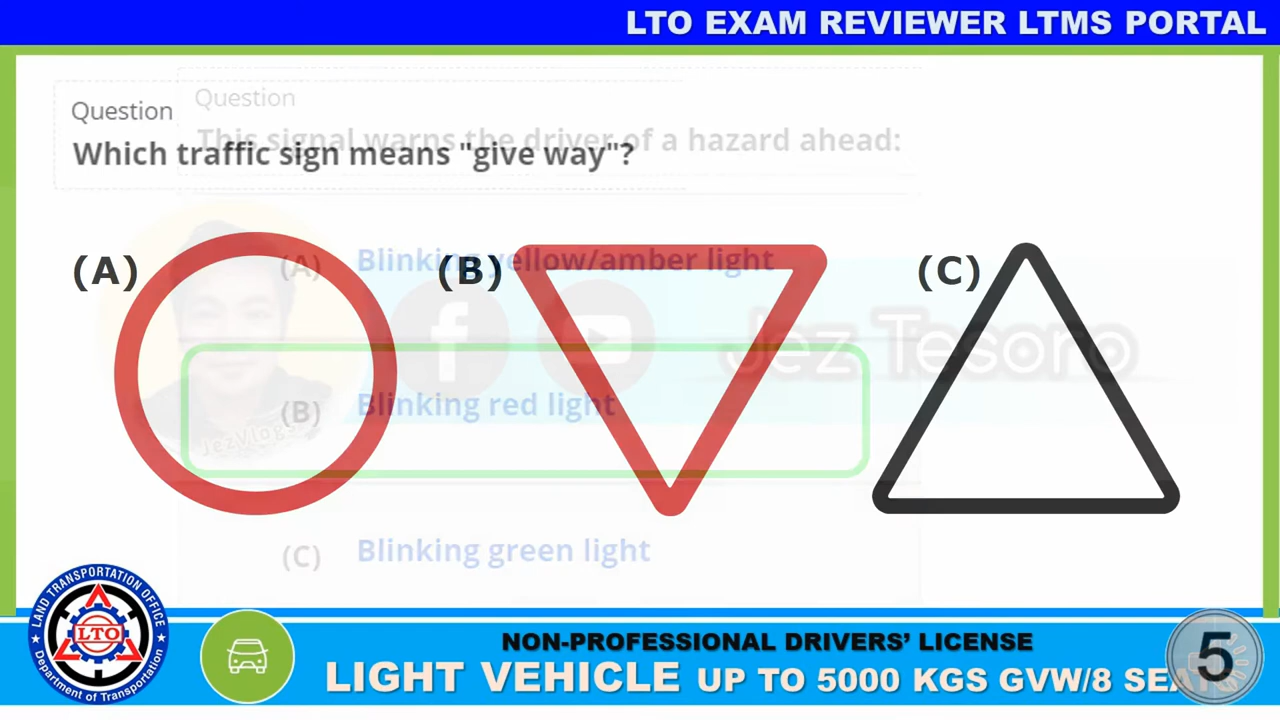 LTO EXAM REVIEWER LTMS PORTAL
Question
Question
This signal warns the driver of a hazard ahead:
Which traffic sign means "give way"?
(A)
(A) Blinking yellow/amber light
(B)
(C)
Jez Tesoro
(B) Blinking red light
JezVlogs
(C) Blinking green light
LAND TRANSPORTATION OFFICE
LTO
Department of Transportation
NON-PROFESSIONAL DRIVERS' LICENSE
LIGHT VEHICLE UP TO 5000 KGS GVW/8 SEATS
5